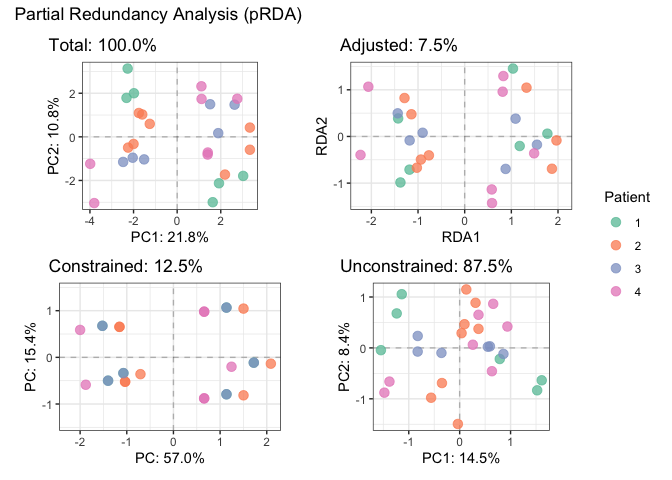 Partial Redundancy Analysis (pRDA)
Total: 100.0%
2
0
-2
PC2: 10.8%
-4
-2
0
2
PC1: 21.8%
Adjusted: 7.5%
1
0
-1
RDA2
-2
-1
0
1
2
RDA1
Constrained: 12.5%
1
0
-1
PC: 15.4%
-2
-1
0
1
2
PC: 57.0%
Unconstrained: 87.5%
1
0
-1
PC2: 8.4%
-1
0
1
PC1: 14.5%
Patient
1
2
3
4